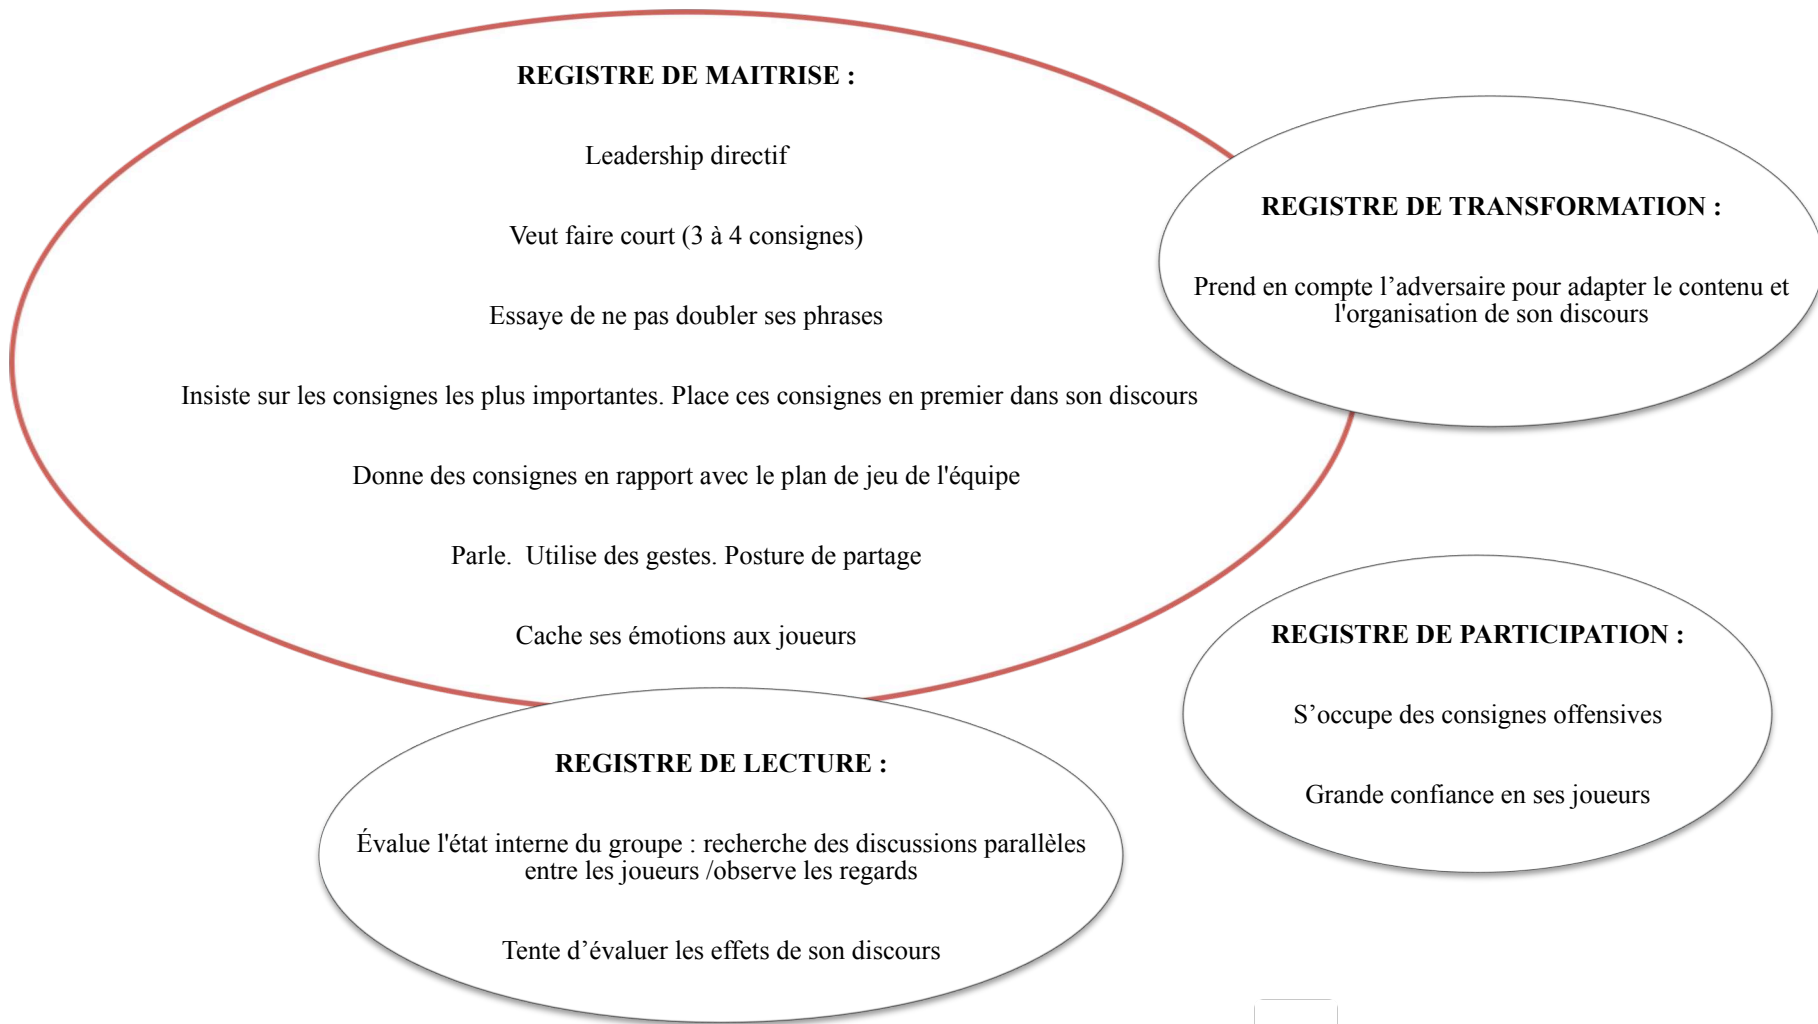 REGISTRE DE MAITRISE :
Leadership directif
Veut faire court (3 à 4 consignes)
Essaye de ne pas doubler ses phrases
Insiste sur les consignes les plus importantes. Place ces consignes en premier dans son discours
Donne des consignes en rapport avec le plan de jeu de l'équipe
Parle.  Utilise des gestes. Posture de partage
Cache ses émotions aux joueurs
REGISTRE DE TRANSFORMATION :
Prend en compte l’adversaire pour adapter le contenu et
l'organisation de son discours
REGISTRE DE PARTICIPATION :
S’occupe des consignes offensives
Grande confiance en ses joueurs
REGISTRE DE LECTURE :
Évalue l'état interne du groupe : recherche des discussions parallèles
entre les joueurs /observe les regards
Tente d’évaluer les effets de son discours